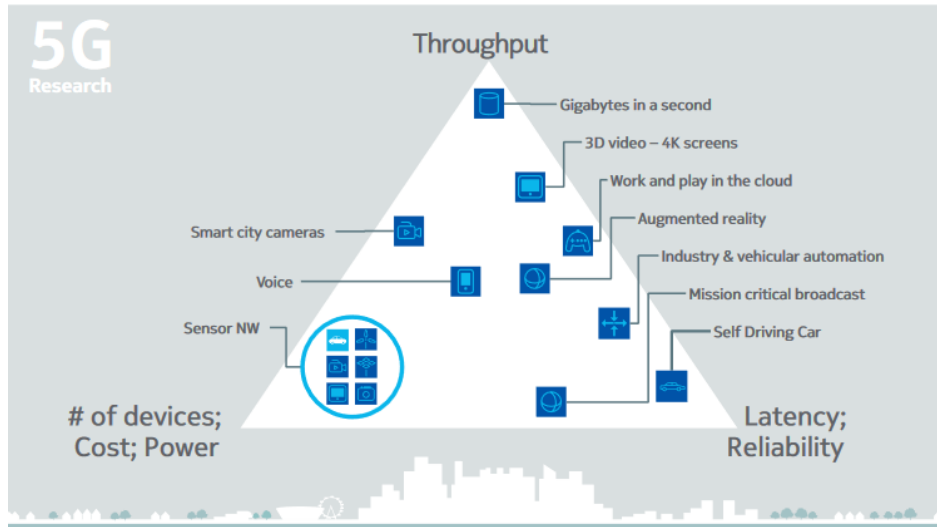 5G
Research
Throughput
Gigabytes in a second
3D video – 4K screens
Work and play in the cloud
Augmented reality
Smart city cameras
Industry & vehicular automation
Voice
Mission critical broadcast
Sensor NW
Self Driving Car
# of devices;
Cost; Power
Latency;
Reliability